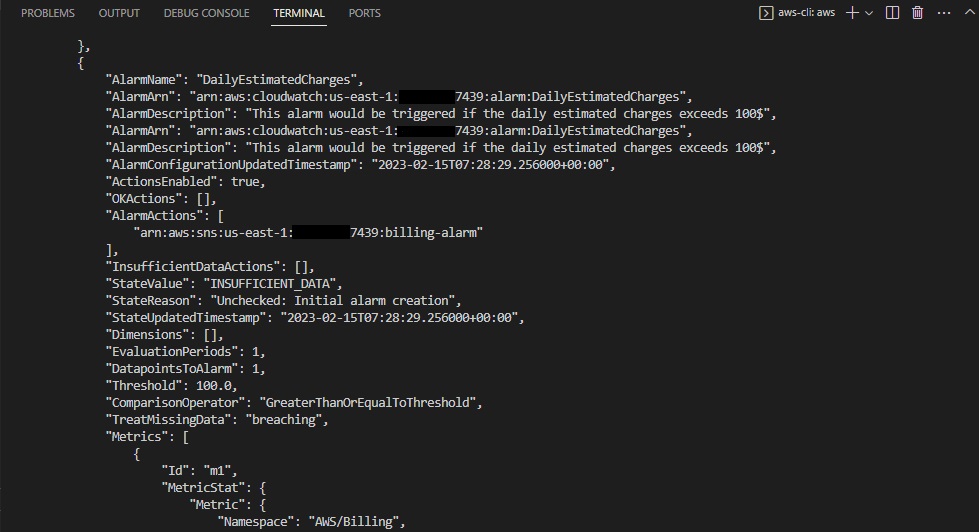 PROBLEMS OUTPUT DEBUG CONSOLE TERMINAL PORTS aws-cli: aws
},
{
"AlarmName": "DailyEstimatedCharges",
"AlarmArn": "arn:aws:cloudwatch:us-east-1: 7439:alarm:DailyEstimatedCharges",
"AlarmDescription": "This alarm would be triggered if the daily estimated charges exceeds 100$",
"AlarmArn": "arn:aws:cloudwatch:us-east-1: 7439:alarm:DailyEstimatedCharges",
"AlarmDescription": "This alarm would be triggered if the daily estimated charges exceeds 100$",
"AlarmConfigurationUpdatedTimestamp": "2023-02-15T07:28:29.256000+00:00",
"ActionsEnabled": true,
"OKActions": [],
"AlarmActions": [
"arn:aws:sns:us-east-1: 7439:billing-alarm"
],
"InsufficientDataActions": [],
"StateValue": "INSUFFICIENT_DATA",
"StateReason": "Unchecked: Initial alarm creation",
"StateUpdatedTimestamp": "2023-02-15T07:28:29.256000+00:00",
"Dimensions": [],
"EvaluationPeriods": 1,
"DatapointsToAlarm": 1,
"Threshold": 100.0,
"ComparisonOperator": "GreaterThanOrEqualToThreshold",
"TreatMissingData": "breaching",
"Metrics": [
{
"Id": "m1",
"MetricStat": {
"Metric": {
"Namespace": "AWS/Billing",